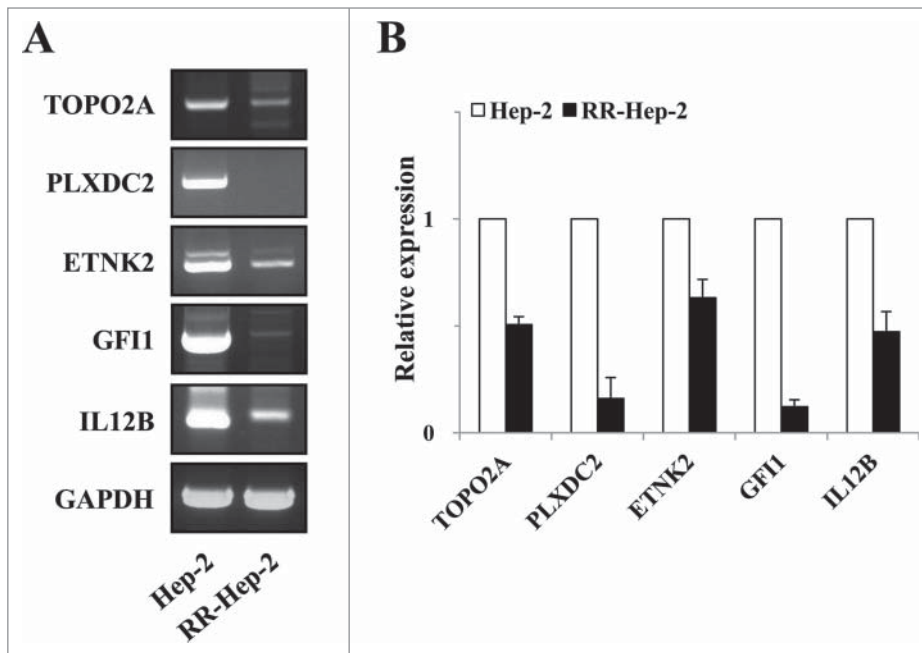 A
TOPO2A
PLXDC2
ETNK2
GFI1
IL12B
GAPDH
Hep-2
RR-Hep-2
B
Hep-2 RR-Hep-2
Relative expression
1
0
TOPO2A
PLXDC2
ETNK2
GFI1
IL12B